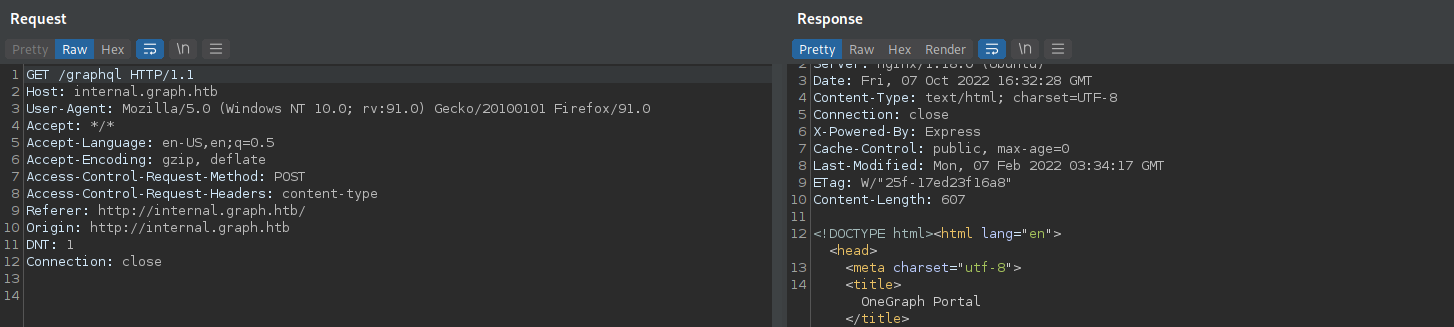 Request
Pretty Raw Hex \n
1 GET /graphql HTTP/1.1
2 Host: internal.graph.htb
3 User-Agent: Mozilla/5.0 (Windows NT 10.0; rv:91.0) Gecko/20100101 Firefox/91.0
4 Accept: */*
5 Accept-Language: en-US,en;q=0.5
6 Accept-Encoding: gzip, deflate
7 Access-Control-Request-Method: POST
8 Access-Control-Request-Headers: content-type
9 Referer: http://internal.graph.htb/
10 Origin: http://internal.graph.htb
11 DNT: 1
12 Connection: close
13
14
Response
Pretty Raw Hex Render \n
2 Server: nginx/1.18.0 (Ubuntu)
3 Date: Fri, 07 Oct 2022 16:32:28 GMT
4 Content-Type: text/html; charset=UTF-8
5 Connection: close
6 X-Powered-By: Express
7 Cache-Control: public, max-age=0
8 Last-Modified: Mon, 07 Feb 2022 03:34:17 GMT
9 ETag: W/"25f-17ed23f16a8"
10 Content-Length: 607
11
12 <!DOCTYPE html><html lang="en">
<head>
13 <meta charset="utf-8">
14 <title>
OneGraph Portal
</title>